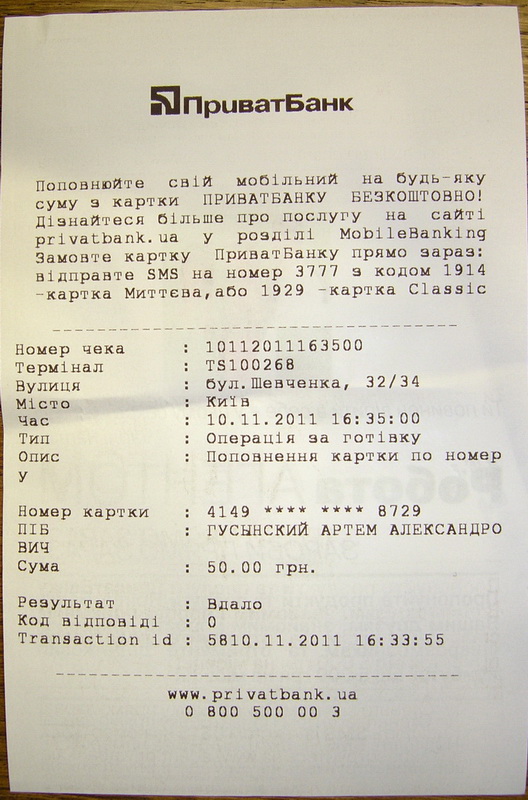 ПриватБанк
Поповнюйте свій мобільний на будь-яку
суму з картки ПРИВАТБАНКУ БЕЗКОШТОВНО!
Дізнайтеся більше про послугу на сайті
privatbank.ua у розділі MobileBanking
Замовте картку ПриватБанку прямо зараз:
відправте SMS на номер 3777 з кодом 1914
-картка Миттєва,або 1929 -картка Classic
Номер чека : 10112011163500
Термінал : TS100268
Вулиця : бул.Шевченка, 32/34
Місто : Київ
Час : 10.11.2011 16:35:00
Тип : Операція за готівку
Опис : Поповнення картки по номер
у
Номер картки : 4149 **** **** 8729
ПІБ : ГУСЫНСКИЙ АРТЕМ АЛЕКСАНДРО
ВИЧ
Сума : 50.00 грн.
Результат : Вдало
Код відповіді : 0
Transaction id : 5810.11.2011 16:33:55
www.privatbank.ua
0 800 500 00 3